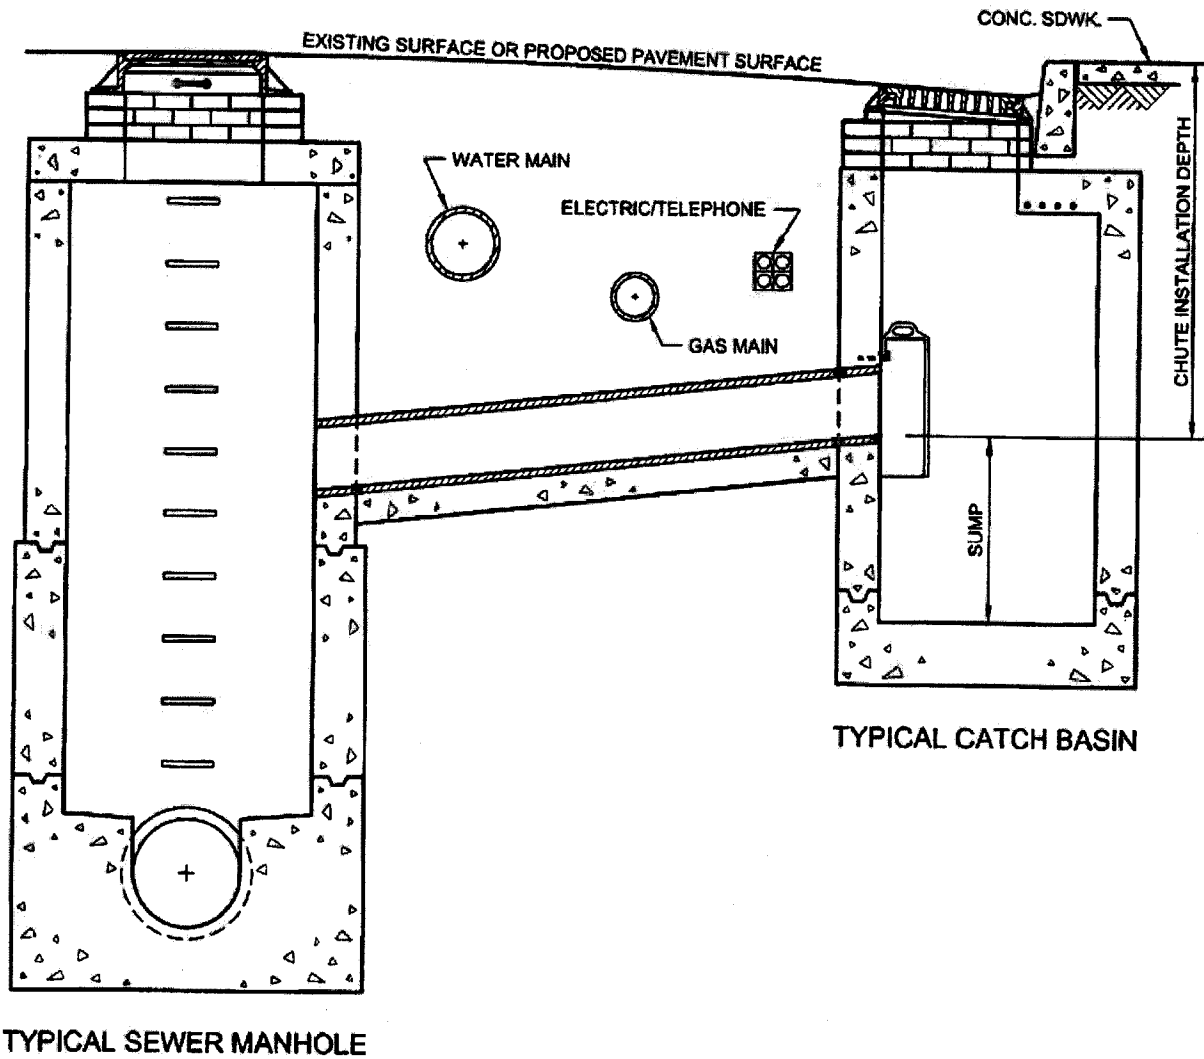 CONC. SDWK.
EXISTING SURFACE OR PROPOSED PAVEMENT SURFACE
WATER MAIN
ELECTRIC/TELEPHONE
GAS MAIN
CHUTE INSTALLATION DEPTH
SUMP
TYPICAL CATCH BASIN
TYPICAL SEWER MANHOLE